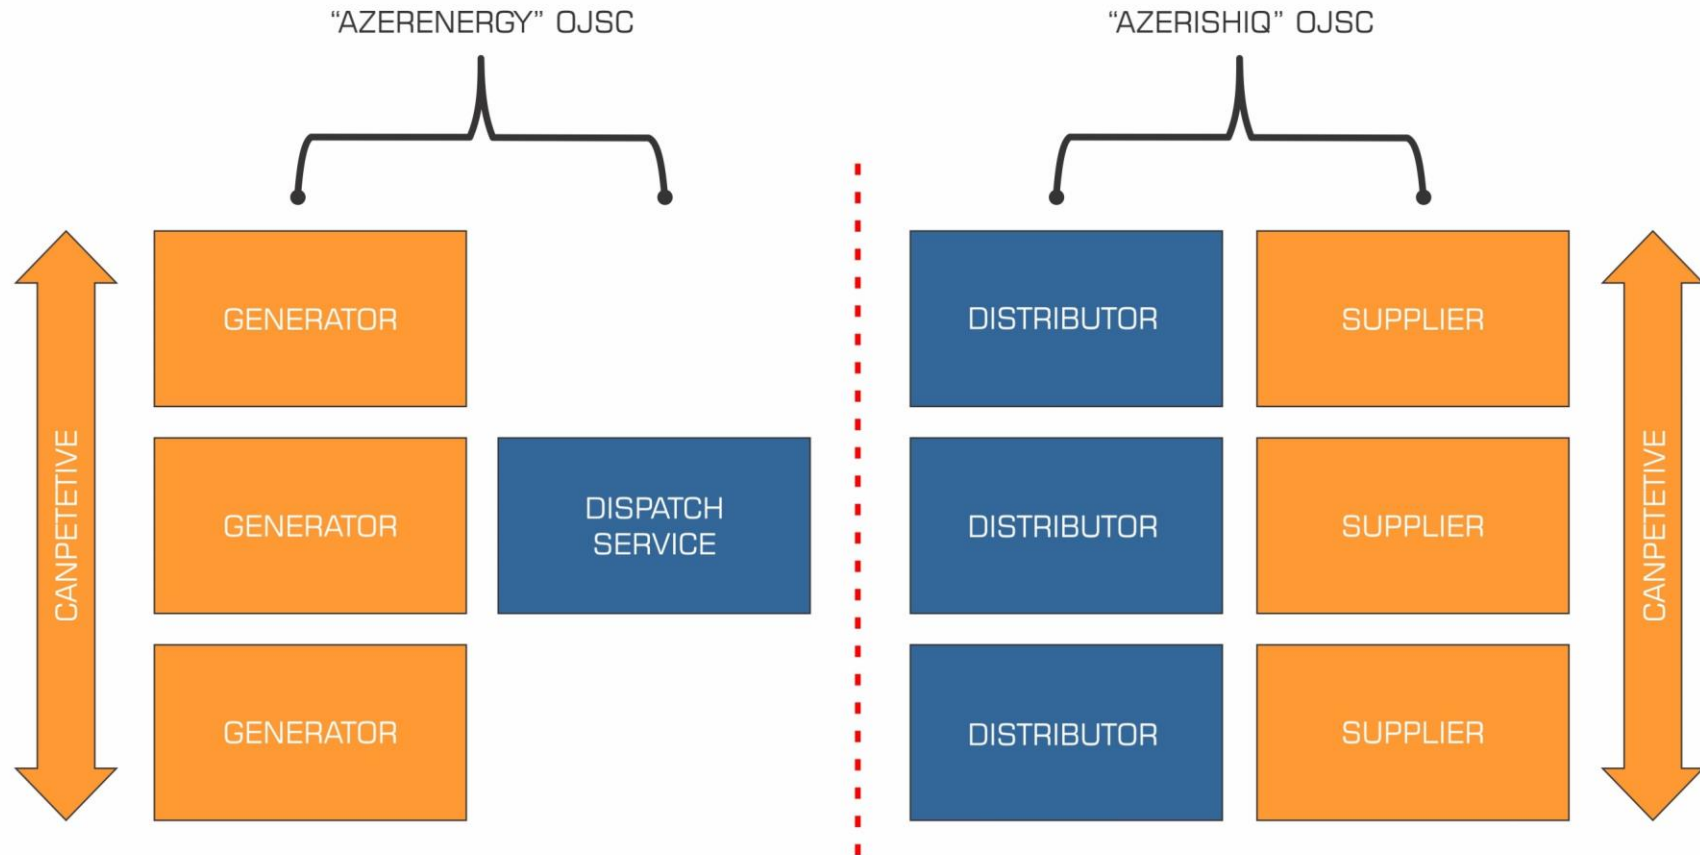 “AZERENERGY” OJSC
“AZERISHIQ” OJSC
CANPETETIVE
GENERATOR
DISTRIBUTOR
SUPPLIER
CANPETETIVE
GENERATOR
DISPATCH
SERVICE
DISTRIBUTOR
SUPPLIER
GENERATOR
DISTRIBUTOR
SUPPLIER